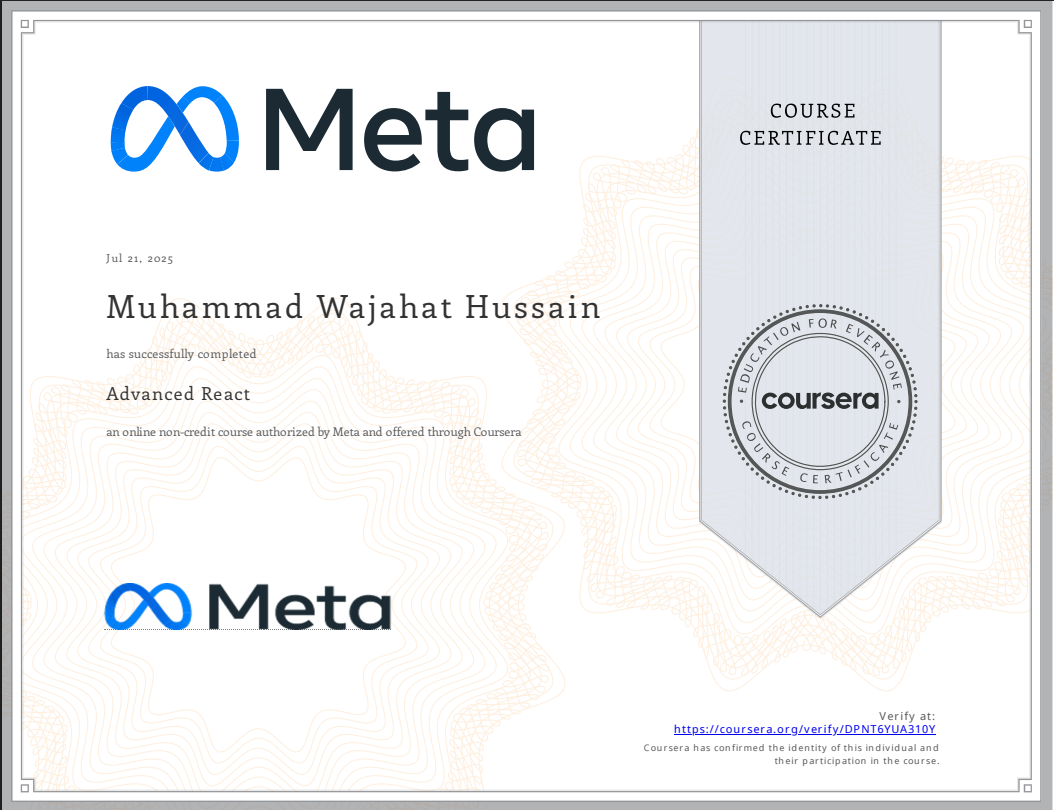 Meta
COURSE
CERTIFICATE
Jul 21, 2025
Muhammad Wajahat Hussain
has successfully completed
Advanced React
an online non-credit course authorized by Meta and offered through Coursera
EDUCATION FOR EVERYONE
coursera
COURSE CERTIFICATE
Meta
Verify at:
https://coursera.org/verify/DPNT6YUA310Y
Coursera has confirmed the identity of this individual and
their participation in the course.